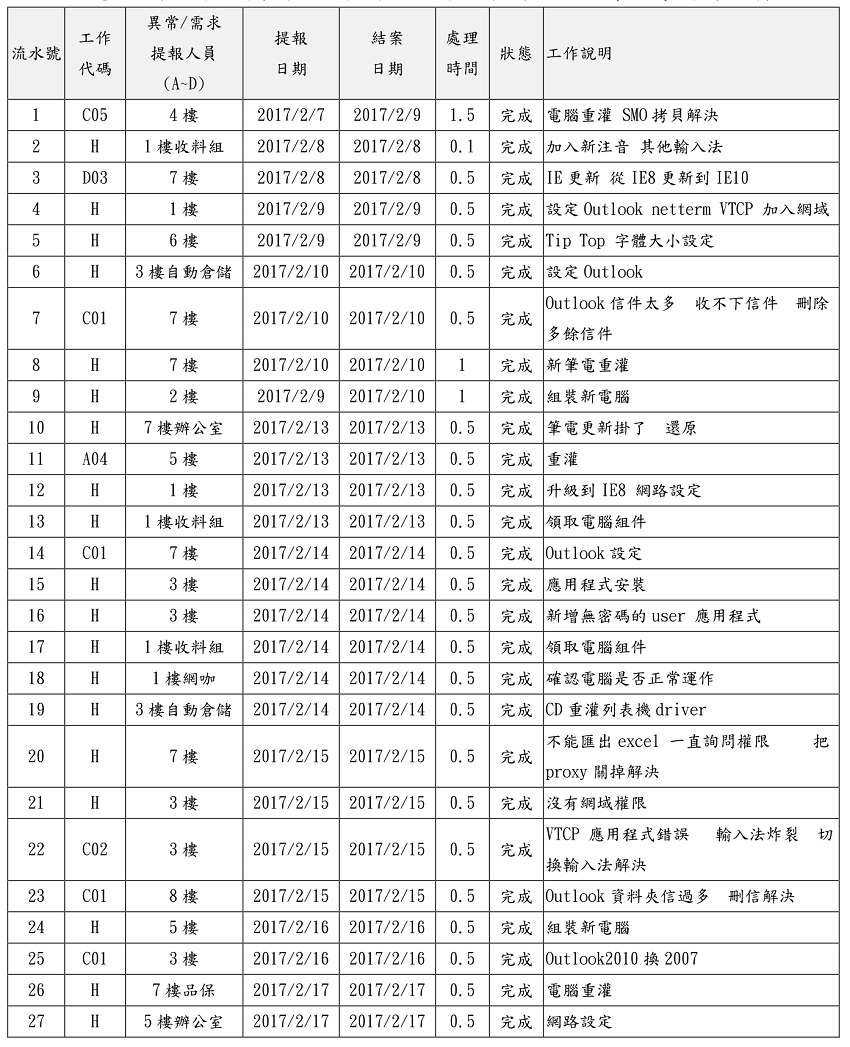 流水號 工作代碼 異常/需求提報人員(A~D) 提報日期 結案日期 處理時間 狀態 工作說明
1 C05 4樓 2017/2/7 2017/2/9 1.5 完成 電腦重灌 SMO拷貝解決
2 H 1樓收料組 2017/2/8 2017/2/8 0.1 完成 加入新注音 其他輸入法
3 D03 7樓 2017/2/8 2017/2/8 0.5 完成 IE更新 從IE8更新到IE10
4 H 1樓 2017/2/9 2017/2/9 0.5 完成 設定Outlook netterm VTCP 加入網域
5 H 6樓 2017/2/9 2017/2/9 0.5 完成 Tip Top 字體大小設定
6 H 3樓自動倉儲 2017/2/10 2017/2/10 0.5 完成 設定Outlook
7 C01 7樓 2017/2/10 2017/2/10 0.5 完成 Outlook信件太多 收不下信件 刪除
多餘信件
8 H 7樓 2017/2/10 2017/2/10 1 完成 新筆電重灌
9 H 2樓 2017/2/9 2017/2/10 1 完成 組裝新電腦
10 H 7樓辦公室 2017/2/13 2017/2/13 0.5 完成 筆電更新掛了 還原
11 A04 5樓 2017/2/13 2017/2/13 0.5 完成 重灌
12 H 1樓 2017/2/13 2017/2/13 0.5 完成 升級到IE8 網路設定
13 H 1樓收料組 2017/2/13 2017/2/13 0.5 完成 領取電腦組件
14 C01 7樓 2017/2/14 2017/2/14 0.5 完成 Outlook設定
15 H 3樓 2017/2/14 2017/2/14 0.5 完成 應用程式安裝
16 H 3樓 2017/2/14 2017/2/14 0.5 完成 新增無密碼的user 應用程式
17 H 1樓收料組 2017/2/14 2017/2/14 0.5 完成 領取電腦組件
18 H 1樓網咖 2017/2/14 2017/2/14 0.5 完成 確認電腦是否正常運作
19 H 3樓自動倉儲 2017/2/14 2017/2/14 0.5 完成 CD重灌列表機driver
20 H 7樓 2017/2/15 2017/2/15 0.5 完成 不能匯出excel 一直詢問權限 把
proxy關掉解決
21 H 3樓 2017/2/15 2017/2/15 0.5 完成 沒有網域權限
22 C02 3樓 2017/2/15 2017/2/15 0.5 完成 VTCP 應用程式錯誤 輸入法炸裂 切
換輸入法解決
23 C01 8樓 2017/2/15 2017/2/15 0.5 完成 Outlook資料夾信過多 刪信解決
24 H 5樓 2017/2/16 2017/2/16 0.5 完成 組裝新電腦
25 C01 3樓 2017/2/16 2017/2/16 0.5 完成 Outlook2010換2007
26 H 7樓品保 2017/2/17 2017/2/17 0.5 完成 電腦重灌
27 H 5樓辦公室 2017/2/17 2017/2/17 0.5 完成 網路設定